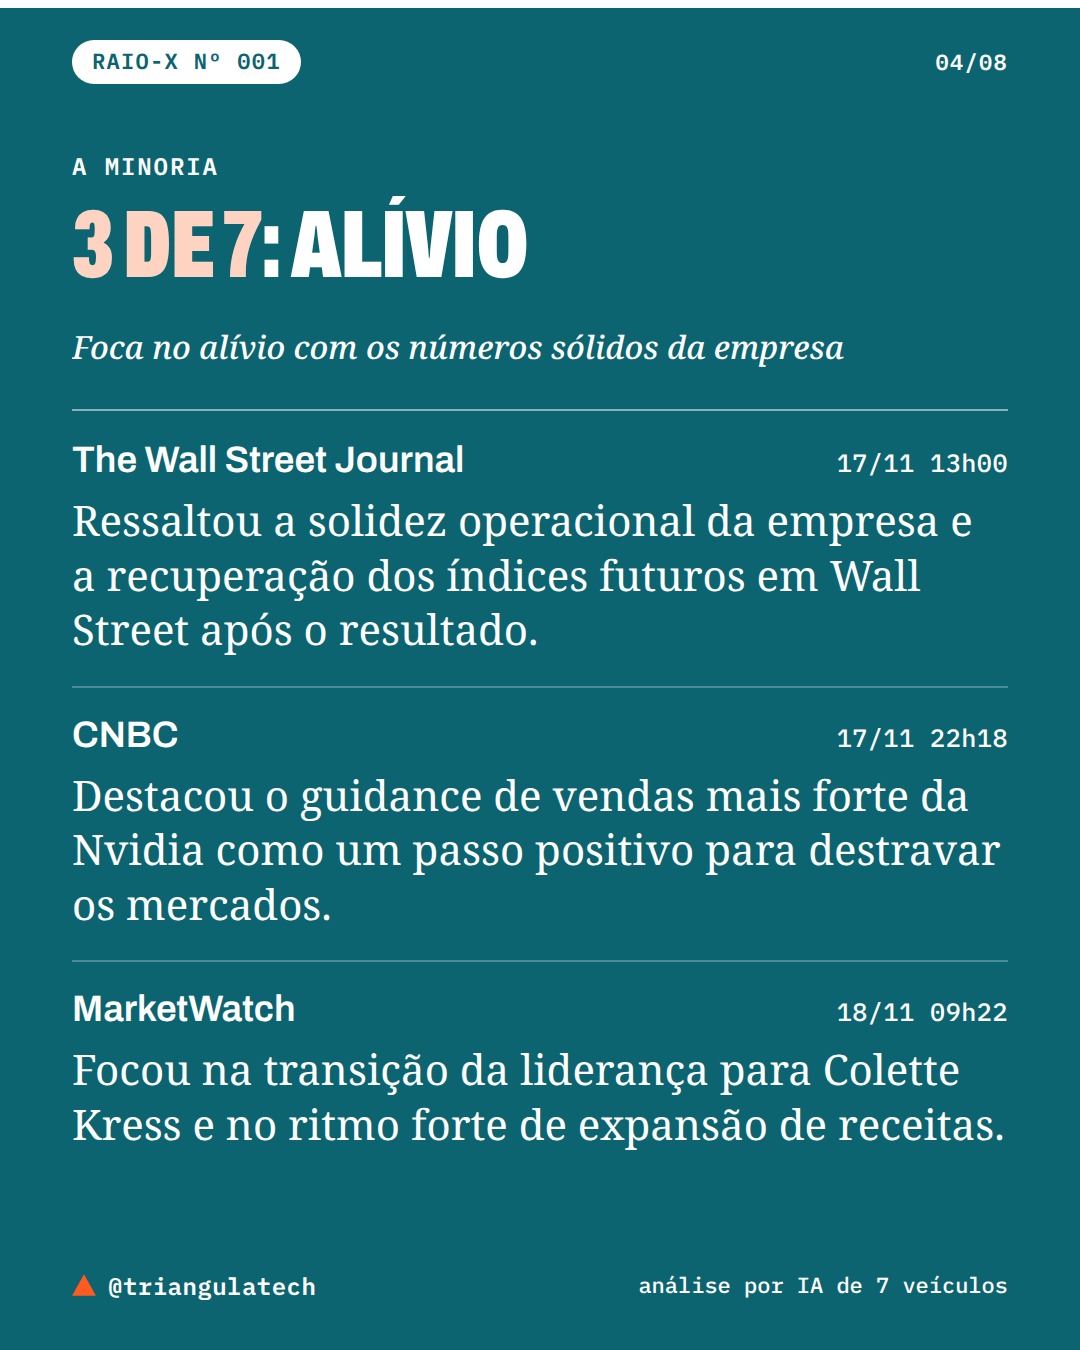 RAIO-X Nº 001
04/08
A MINORIA
3 DE 7: ALÍVIO
Foca no alívio com os números sólidos da empresa
The Wall Street Journal
17/11 13h00
Ressaltou a solidez operacional da empresa e
a recuperação dos índices futuros em Wall
Street após o resultado.
CNBC
17/11 22h18
Destacou o guidance de vendas mais forte da
Nvidia como um passo positivo para destravar
os mercados.
MarketWatch
18/11 09h22
Focou na transição da liderança para Colette
Kress e no ritmo forte de expansão de receitas.
@triangulatech
análise por IA de 7 veículos